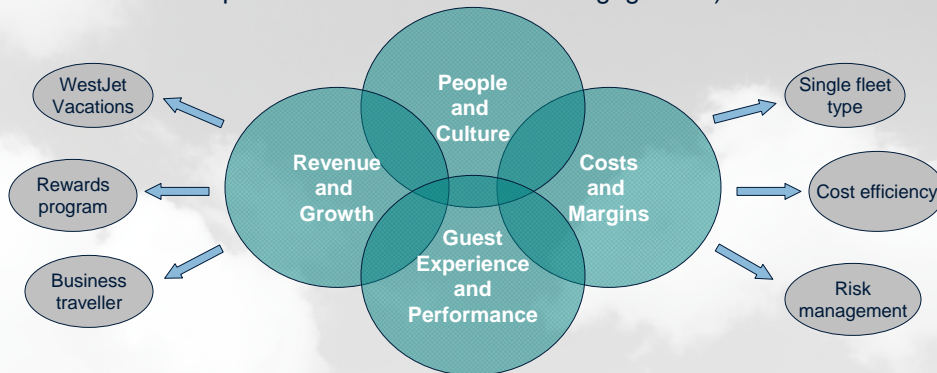 WestJet
Vacations
Rewards
program
Business
traveller
People
and
Culture
Revenue
and
Growth
Costs
and
Margins
Guest
Experience
and
Performance
Single fleet
type
Cost efficiency
Risk
management